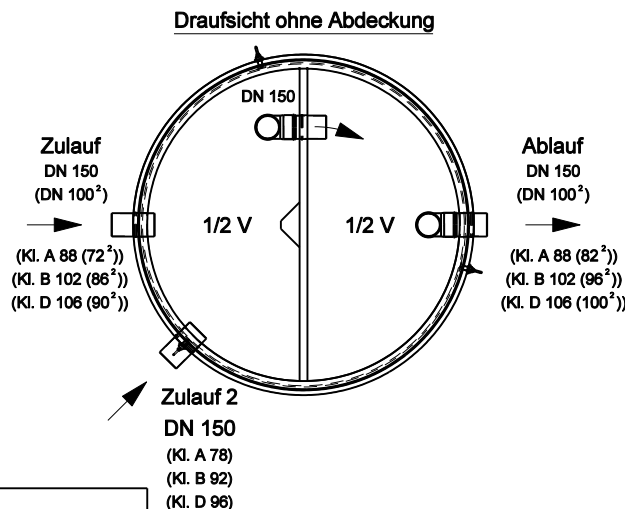 Draufsicht ohne Abdeckung
DN 150
Zulauf
DN 150
(DN 100²)
(Kl. A 88 (72²))
(Kl. B 102 (86²))
(Kl. D 106 (90²))
1/2 V
1/2 V
Ablauf
DN 150
(DN 100²)
(Kl. A 88 (82²))
(Kl. B 102 (96²))
(Kl. D 106 (100²))
Zulauf 2
DN 150
(Kl. A 78)
(Kl. B 92)
(Kl. D 96)